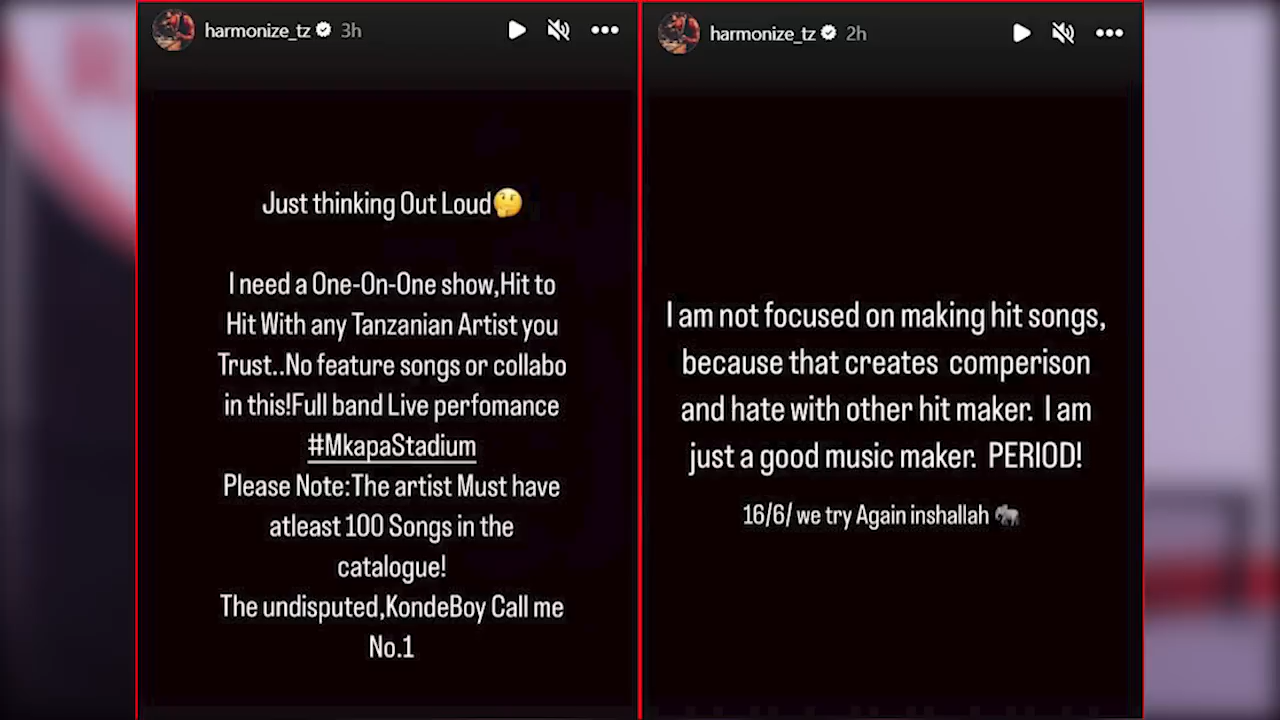 harmonize_tz 3h
Just thinking Out Loud🤔
I need a One-On-One show,Hit to
Hit With any Tanzanian Artist you
Trust..No feature songs or collabo
in this!Full band Live perfomance
#MkapaStadium
Please Note:The artist Must have
atleast 100 Songs in the
catalogue!
The undisputed,KondeBoy Call me
No.1
harmonize_tz 2h
I am not focused on making hit songs,
because that creates comperison
and hate with other hit maker. I am
just a good music maker. PERIOD!
16/6/ we try Again inshallah 🐘